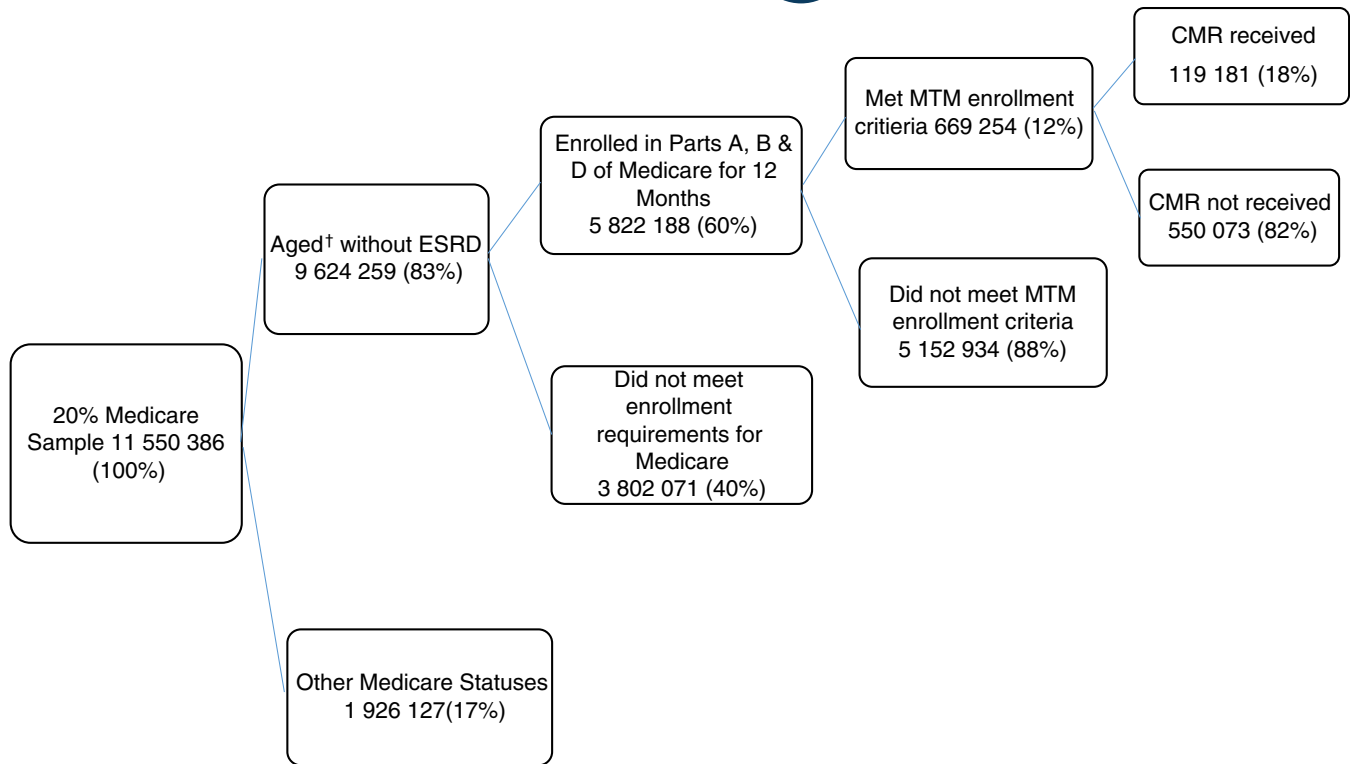 20% Medicare
Sample 11 550 386
(100%)
Aged† without ESRD
9 624 259 (83%)
Other Medicare Statuses
1 926 127(17%)
Enrolled in Parts A, B &
D of Medicare for 12
Months
5 822 188 (60%)
Did not meet
enrollment
requirements for
Medicare
3 802 071 (40%)
Met MTM enrollment
critieria 669 254 (12%)
Did not meet MTM
enrollment criteria
5 152 934 (88%)
CMR received
119 181 (18%)
CMR not received
550 073 (82%)